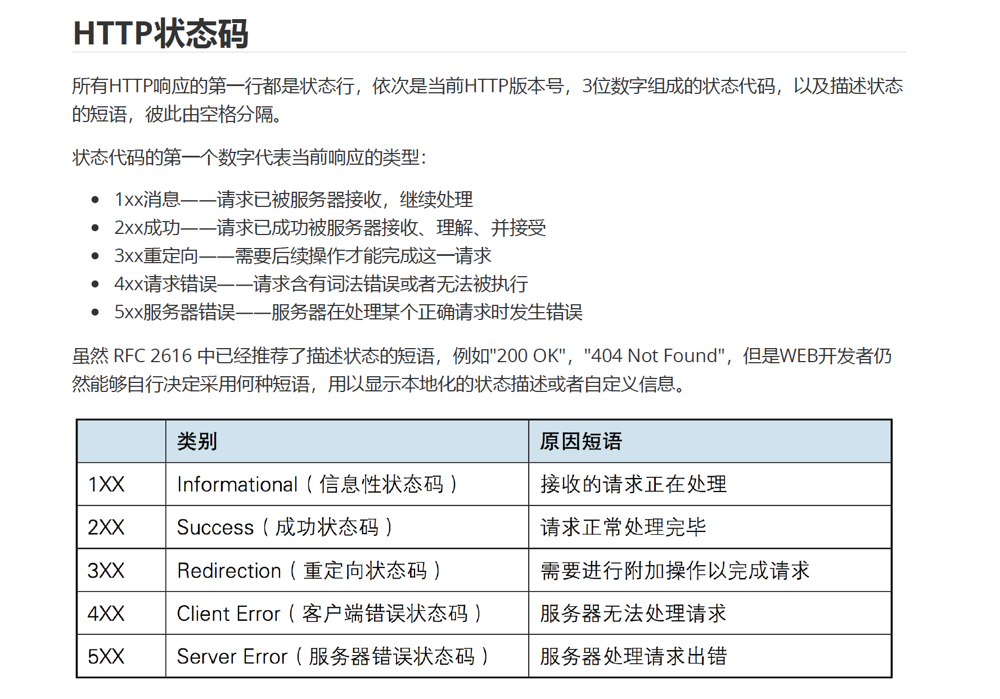 HTTP状态码
所有HTTP响应的第一行都是状态行，依次是当前HTTP版本号，3位数字组成的状态代码，以及描述状态
的短语，彼此由空格分隔。
状态代码的第一个数字代表当前响应的类型：
1xx消息——请求已被服务器接收，继续处理
2xx成功——请求已成功被服务器接收、理解、并接受
3xx重定向——需要后续操作才能完成这一请求
4xx请求错误——请求含有词法错误或者无法被执行
5xx服务器错误——服务器在处理某个正确请求时发生错误
虽然 RFC 2616 中已经推荐了描述状态的短语，例如"200 OK"，"404 Not Found"，但是WEB开发者仍
然能够自行决定采用何种短语，用以显示本地化的状态描述或者自定义信息。
类别 原因短语
1XX Informational（信息性状态码） 接收的请求正在处理
2XX Success（成功状态码） 请求正常处理完毕
3XX Redirection（重定向状态码） 需要进行附加操作以完成请求
4XX Client Error（客户端错误状态码） 服务器无法处理请求
5XX Server Error（服务器错误状态码） 服务器处理请求出错